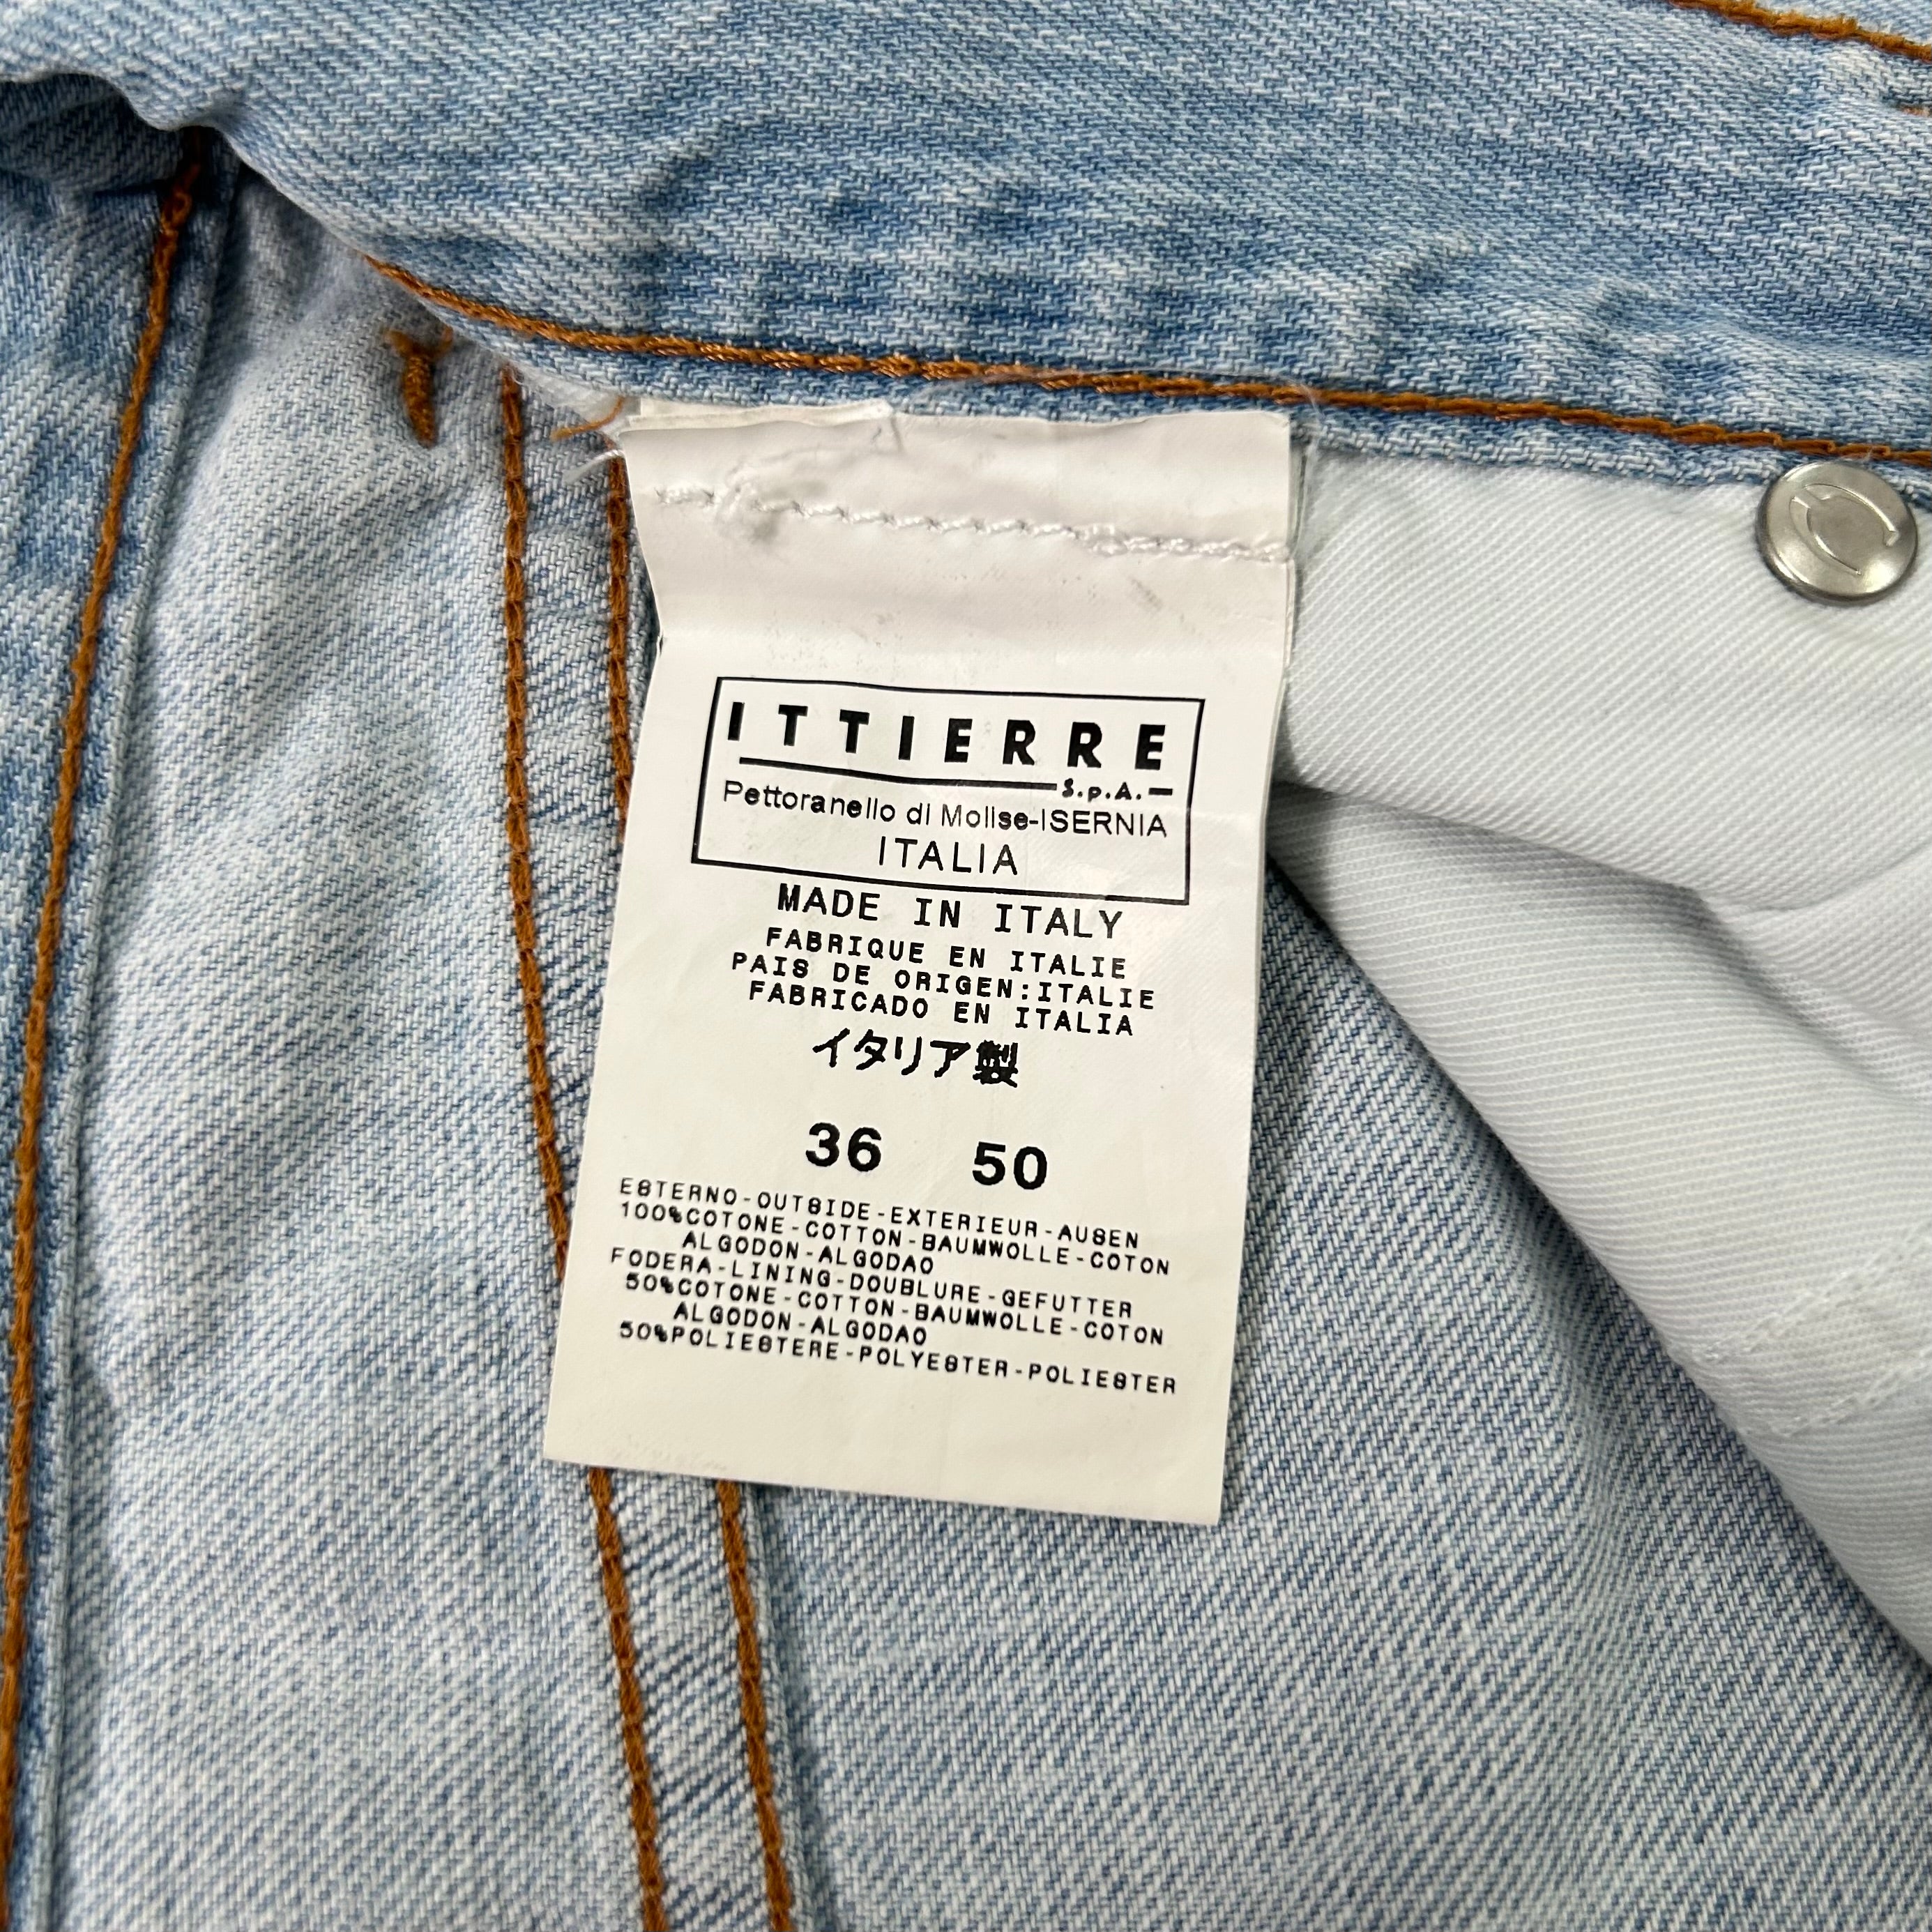 ITTIERRE
S.p.A.
Pettoranello di Molise-ISERNIA
ITALIA
MADE IN ITALY
FABRIQUE EN ITALIE
PAIS DE ORIGEN:ITALIE
FABRICADO EN ITALIA
イタリア製
36 50
ESTERNO-OUTSIDE-EXTERIEUR-AUSEN
100%COTONE-COTTON-BAUMWOLLE-COTON
ALGODON-ALGODAO
FODERA-LINING-DOUBLURE-GEFUTTER
50%COTONE-COTTON-BAUMWOLLE-COTON
ALGODON-ALGODAO
50%POLIESTERE-POLYESTER-POLIESTER